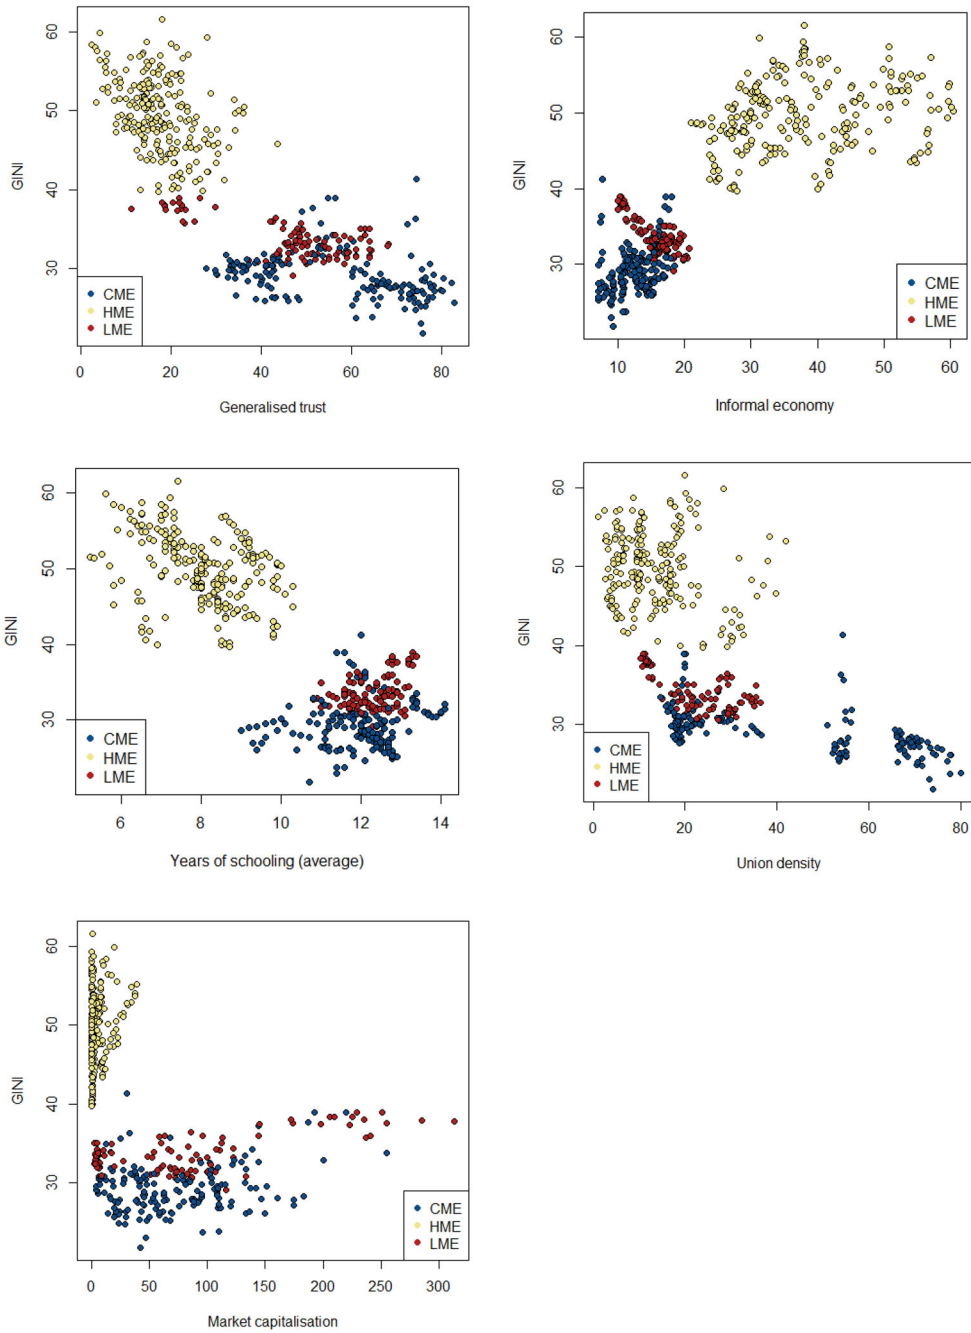 60
50
GINI
40
30
CME
HME
LME
0 20 40 60 80
Generalised trust
60
50
GINI
40
30
CME
HME
LME
10 20 30 40 50 60
Informal economy
60
50
GINI
40
30
CME
HME
LME
6 8 10 12 14
Years of schooling (average)
60
50
GINI
40
30
CME
HME
LME
0 20 40 60 80
Union density
60
50
GINI
40
30
CME
HME
LME
0 50 100 150 200 250 300
Market capitalisation